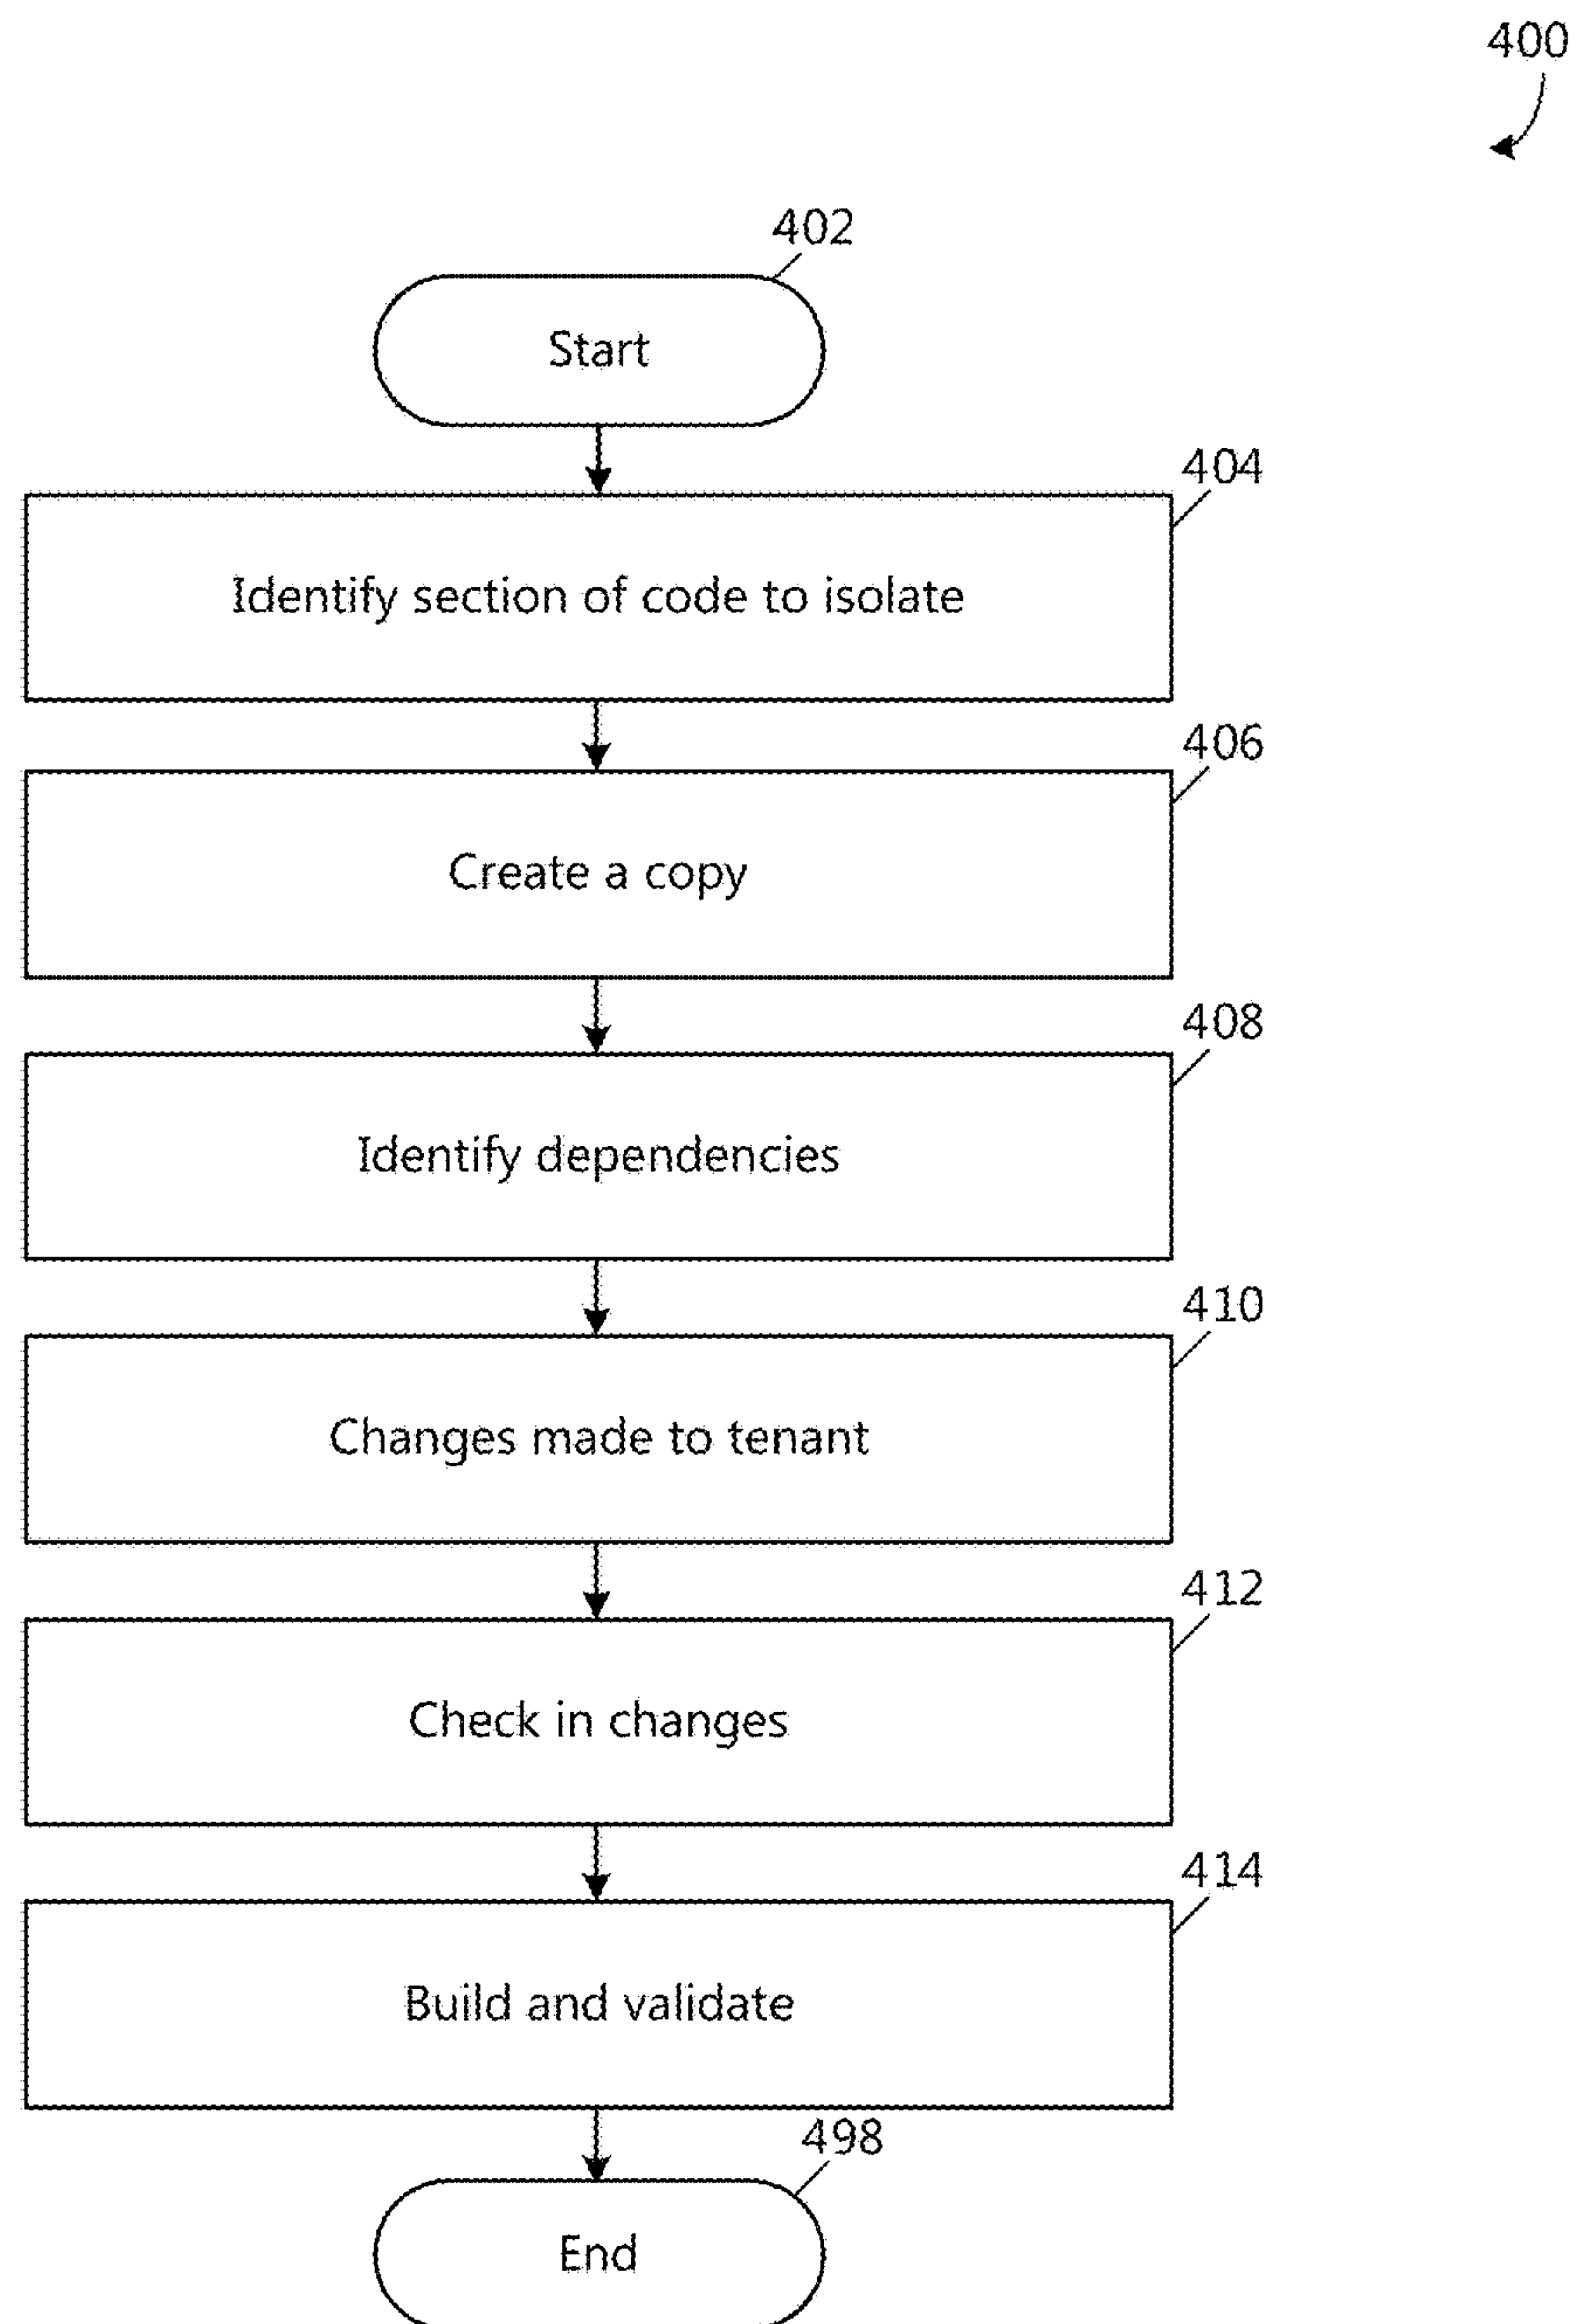 400
402
Start
404
Identify section of code to isolate
406
Create a copy
408
Identify dependencies
410
Changes made to tenant
412
Check in changes
414
Build and validate
498
End